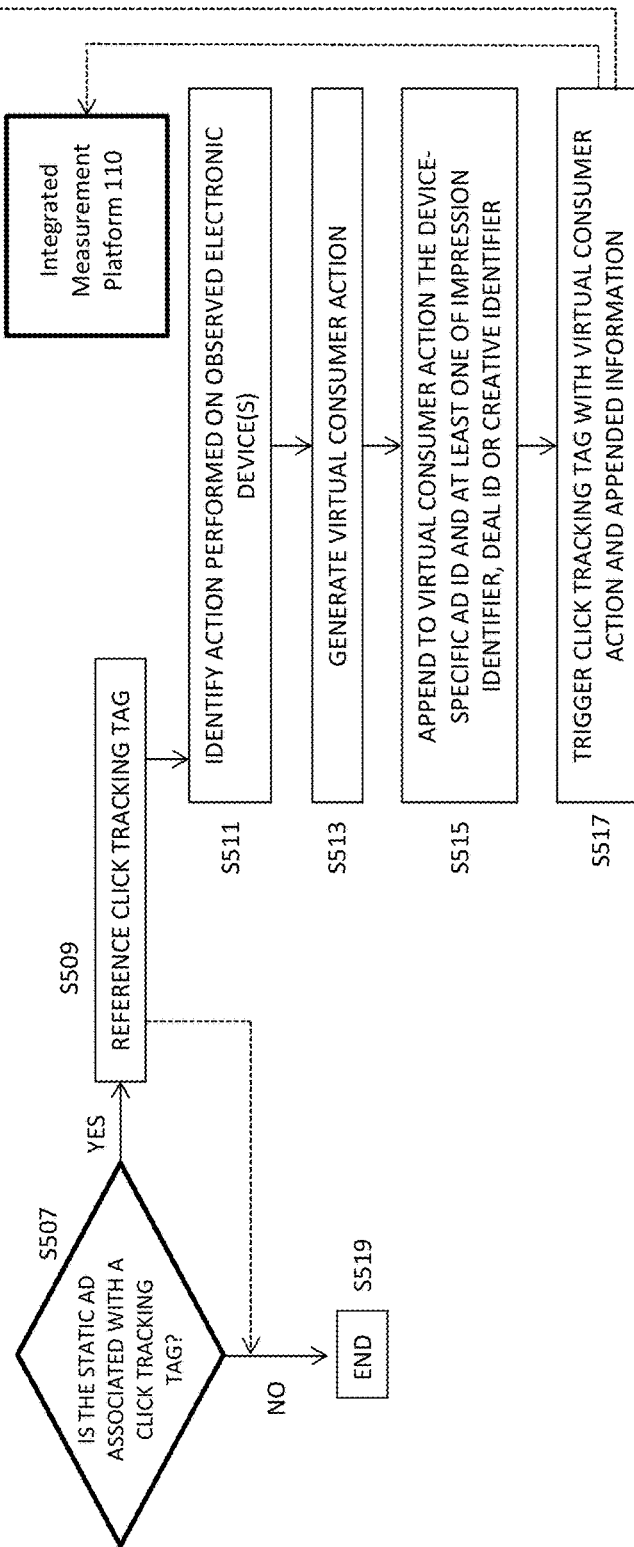 S507
IS THE STATIC AD
ASSOCIATED WITH A
CLICK TRACKING
TAG?
YES
NO
S519
END
S509
REFERENCE CLICK TRACKING TAG
Integrated
Measurement
Platform 110
S511
IDENTIFY ACTION PERFORMED ON OBSERVED ELECTRONIC
DEVICE(S)
S513
GENERATE VIRTUAL CONSUMER ACTION
S515
APPEND TO VIRTUAL CONSUMER ACTION THE DEVICE-
SPECIFIC AD ID AND AT LEAST ONE OF IMPRESSION
IDENTIFIER, DEAL ID OR CREATIVE IDENTIFIER
S517
TRIGGER CLICK TRACKING TAG WITH VIRTUAL CONSUMER
ACTION AND APPENDED INFORMATION